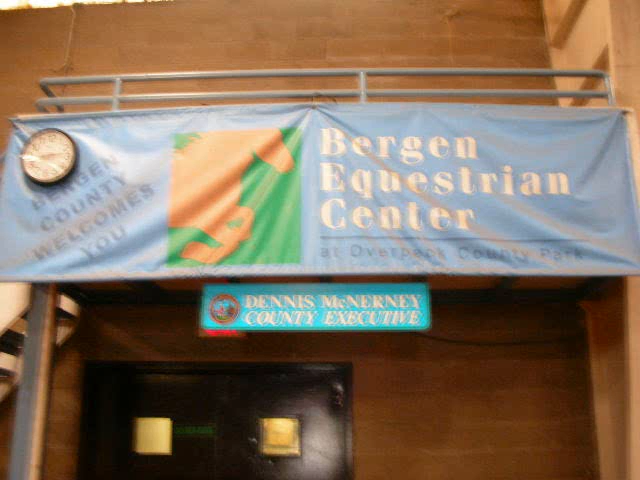 BERGEN
COUNTY
WELCOMES
YOU
Bergen
Equestrian
Center
at Overpeck County Park
DENNIS McNERNEY
COUNTY EXECUTIVE